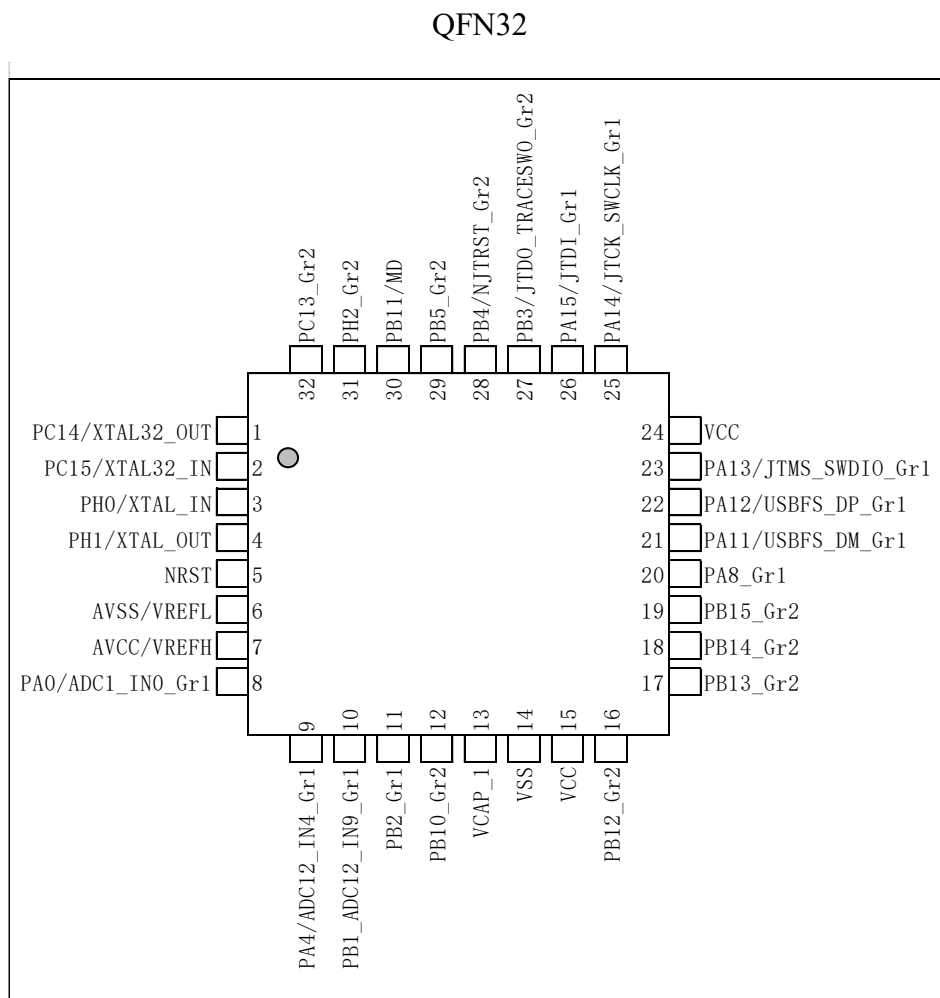 QFN32
PC13_Gr2
PH2_Gr2
PB11/MD
PB5_Gr2
PB4/NJTRST_Gr2
PB3/JTDO_TRACESWO_Gr2
PA15/JTDI_Gr1
PA14/JTCK_SWCLK_Gr1
32
31
30
29
28
27
26
25
PC14/XTAL32_OUT 1
PC15/XTAL32_IN 2
PH0/XTAL_IN 3
PH1/XTAL_OUT 4
NRST 5
AVSS/VREFL 6
AVCC/VREFH 7
PA0/ADC1_IN0_Gr1 8
24 VCC
23 PA13/JTMS_SWDIO_Gr1
22 PA12/USBFS_DP_Gr1
21 PA11/USBFS_DM_Gr1
20 PA8_Gr1
19 PB15_Gr2
18 PB14_Gr2
17 PB13_Gr2
9
10
11
12
13
14
15
16
PA4/ADC12_IN4_Gr1
PB1_ADC12_IN9_Gr1
PB2_Gr1
PB10_Gr2
VCAP_1
VSS
VCC
PB12_Gr2